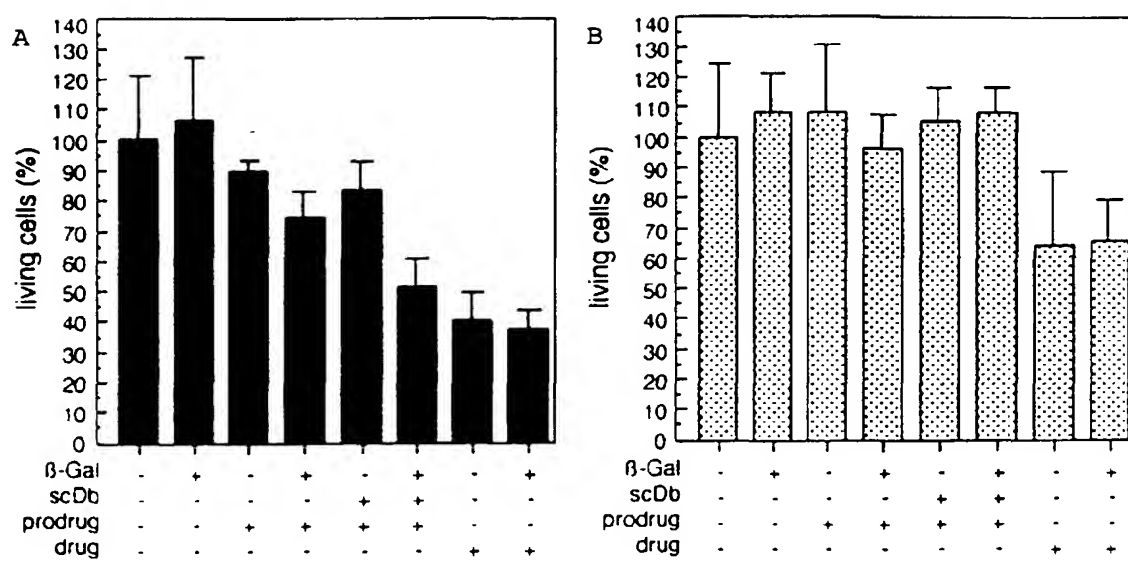 A
living cells (%)
140
130
120
110
100
90
80
70
60
50
40
30
20
10
0
ß-Gal - + - + - + - +
scDb - - - - + + - -
prodrug - - + + + + - -
drug - - - - - - + +
B
living cells (%)
140
130
120
110
100
90
80
70
60
50
40
30
20
10
0
ß-Gal - + - + - + - +
scDb - - - - + + - -
prodrug - - + + + + - -
drug - - - - - - + +